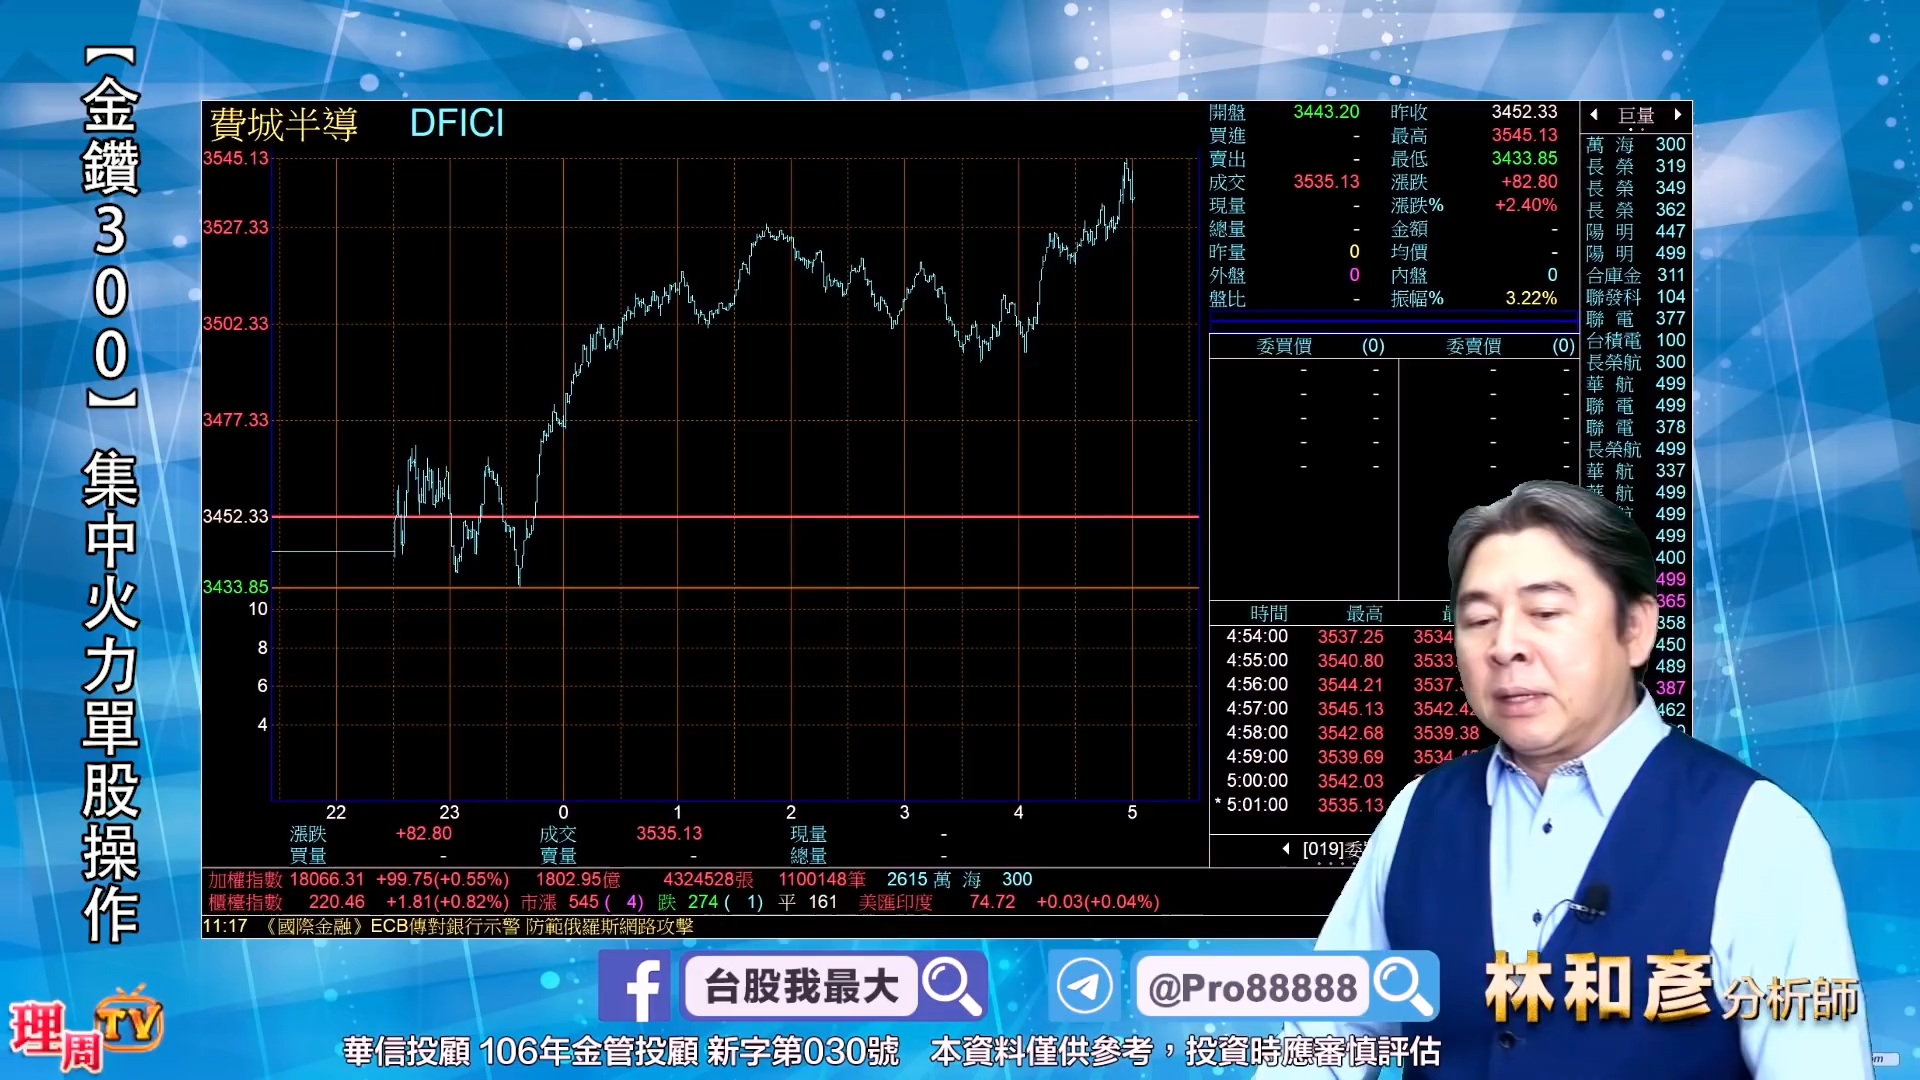 【金鑽300】集中火力單股操作
費城半導 DFICI
3545.13
3527.33
3502.33
3477.33
3452.33
3433.85
10
8
6
4
22 23 0 1 2 3 4 5
漲跌 +82.80 成交 3535.13 現量 -
買量 - 賣量 - 總量 -
開盤 3443.20 昨收 3452.33
買進 - 最高 3545.13
賣出 - 最低 3433.85
成交 3535.13 漲跌 +82.80
現量 - 漲跌% +2.40%
總量 - 金額 -
昨量 0 均價 -
外盤 0 內盤 0
盤比 - 振幅% 3.22%
委買價 (0) 委賣價 (0)
- - - -
- - - -
- - - -
- - - -
- - - -
時間 最高
4:54:00 3537.25 3534
4:55:00 3540.80 3533.
4:56:00 3544.21 3537.
4:57:00 3545.13 3542.42
4:58:00 3542.68 3539.38
4:59:00 3539.69 3534
5:00:00 3542.03
* 5:01:00 3535.13
[019]委
巨量
萬海 300
長榮 319
長榮 349
長榮 362
陽明 447
陽明 499
合庫金 311
聯發科 104
聯電 377
台積電 100
長榮航 300
華航 499
聯電 499
聯電 378
長榮航 499
華航 337
華航 499
航 499
499
400
499
365
358
450
489
387
462
加權指數 18066.31 +99.75(+0.55%) 1802.95億 4324528張 1100148筆 2615 萬海 300
櫃檯指數 220.46 +1.81(+0.82%) 市漲 545( 4) 跌 274( 1) 平 161 美匯印度 74.72 +0.03(+0.04%)
11:17 《國際金融》ECB傳對銀行示警 防範俄羅斯網路攻擊
f 台股我最大
@Pro88888
林和彥 分析師
理周TV
華信投顧 106年金管投顧 新字第030號 本資料僅供參考，投資時應審慎評估